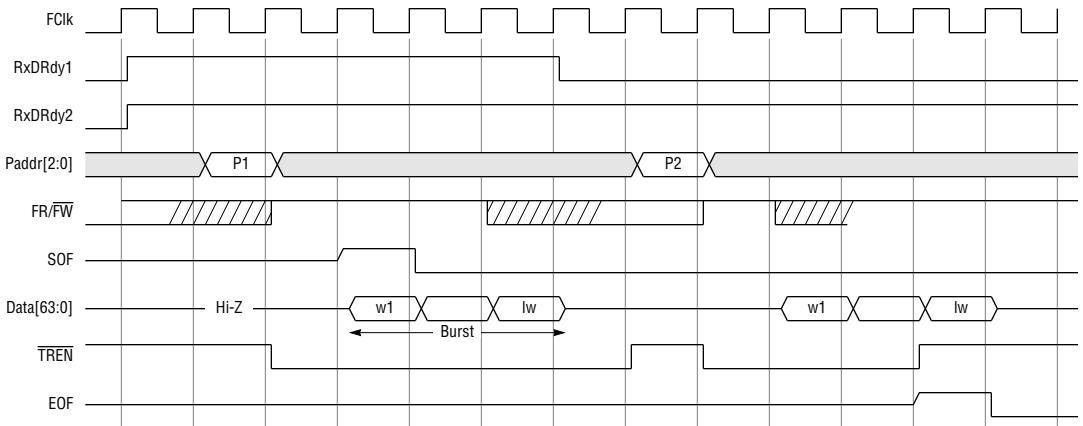 FClk
RxDRdy1
RxDRdy2
Paddr[2:0] P1 P2
FR/FW
SOF
Data[63:0] Hi-Z w1 lw w1 lw
Burst
TREN
EOF